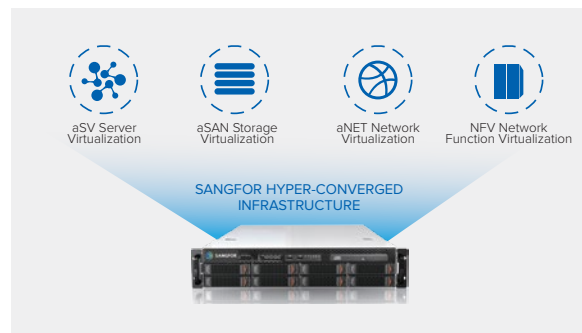 aSV Server
Virtualization
aSAN Storage
Virtualization
aNET Network
Virtualization
NFV Network
Function Virtualization
SANGFOR HYPER-CONVERGED
INFRASTRUCTURE
SANGFOR